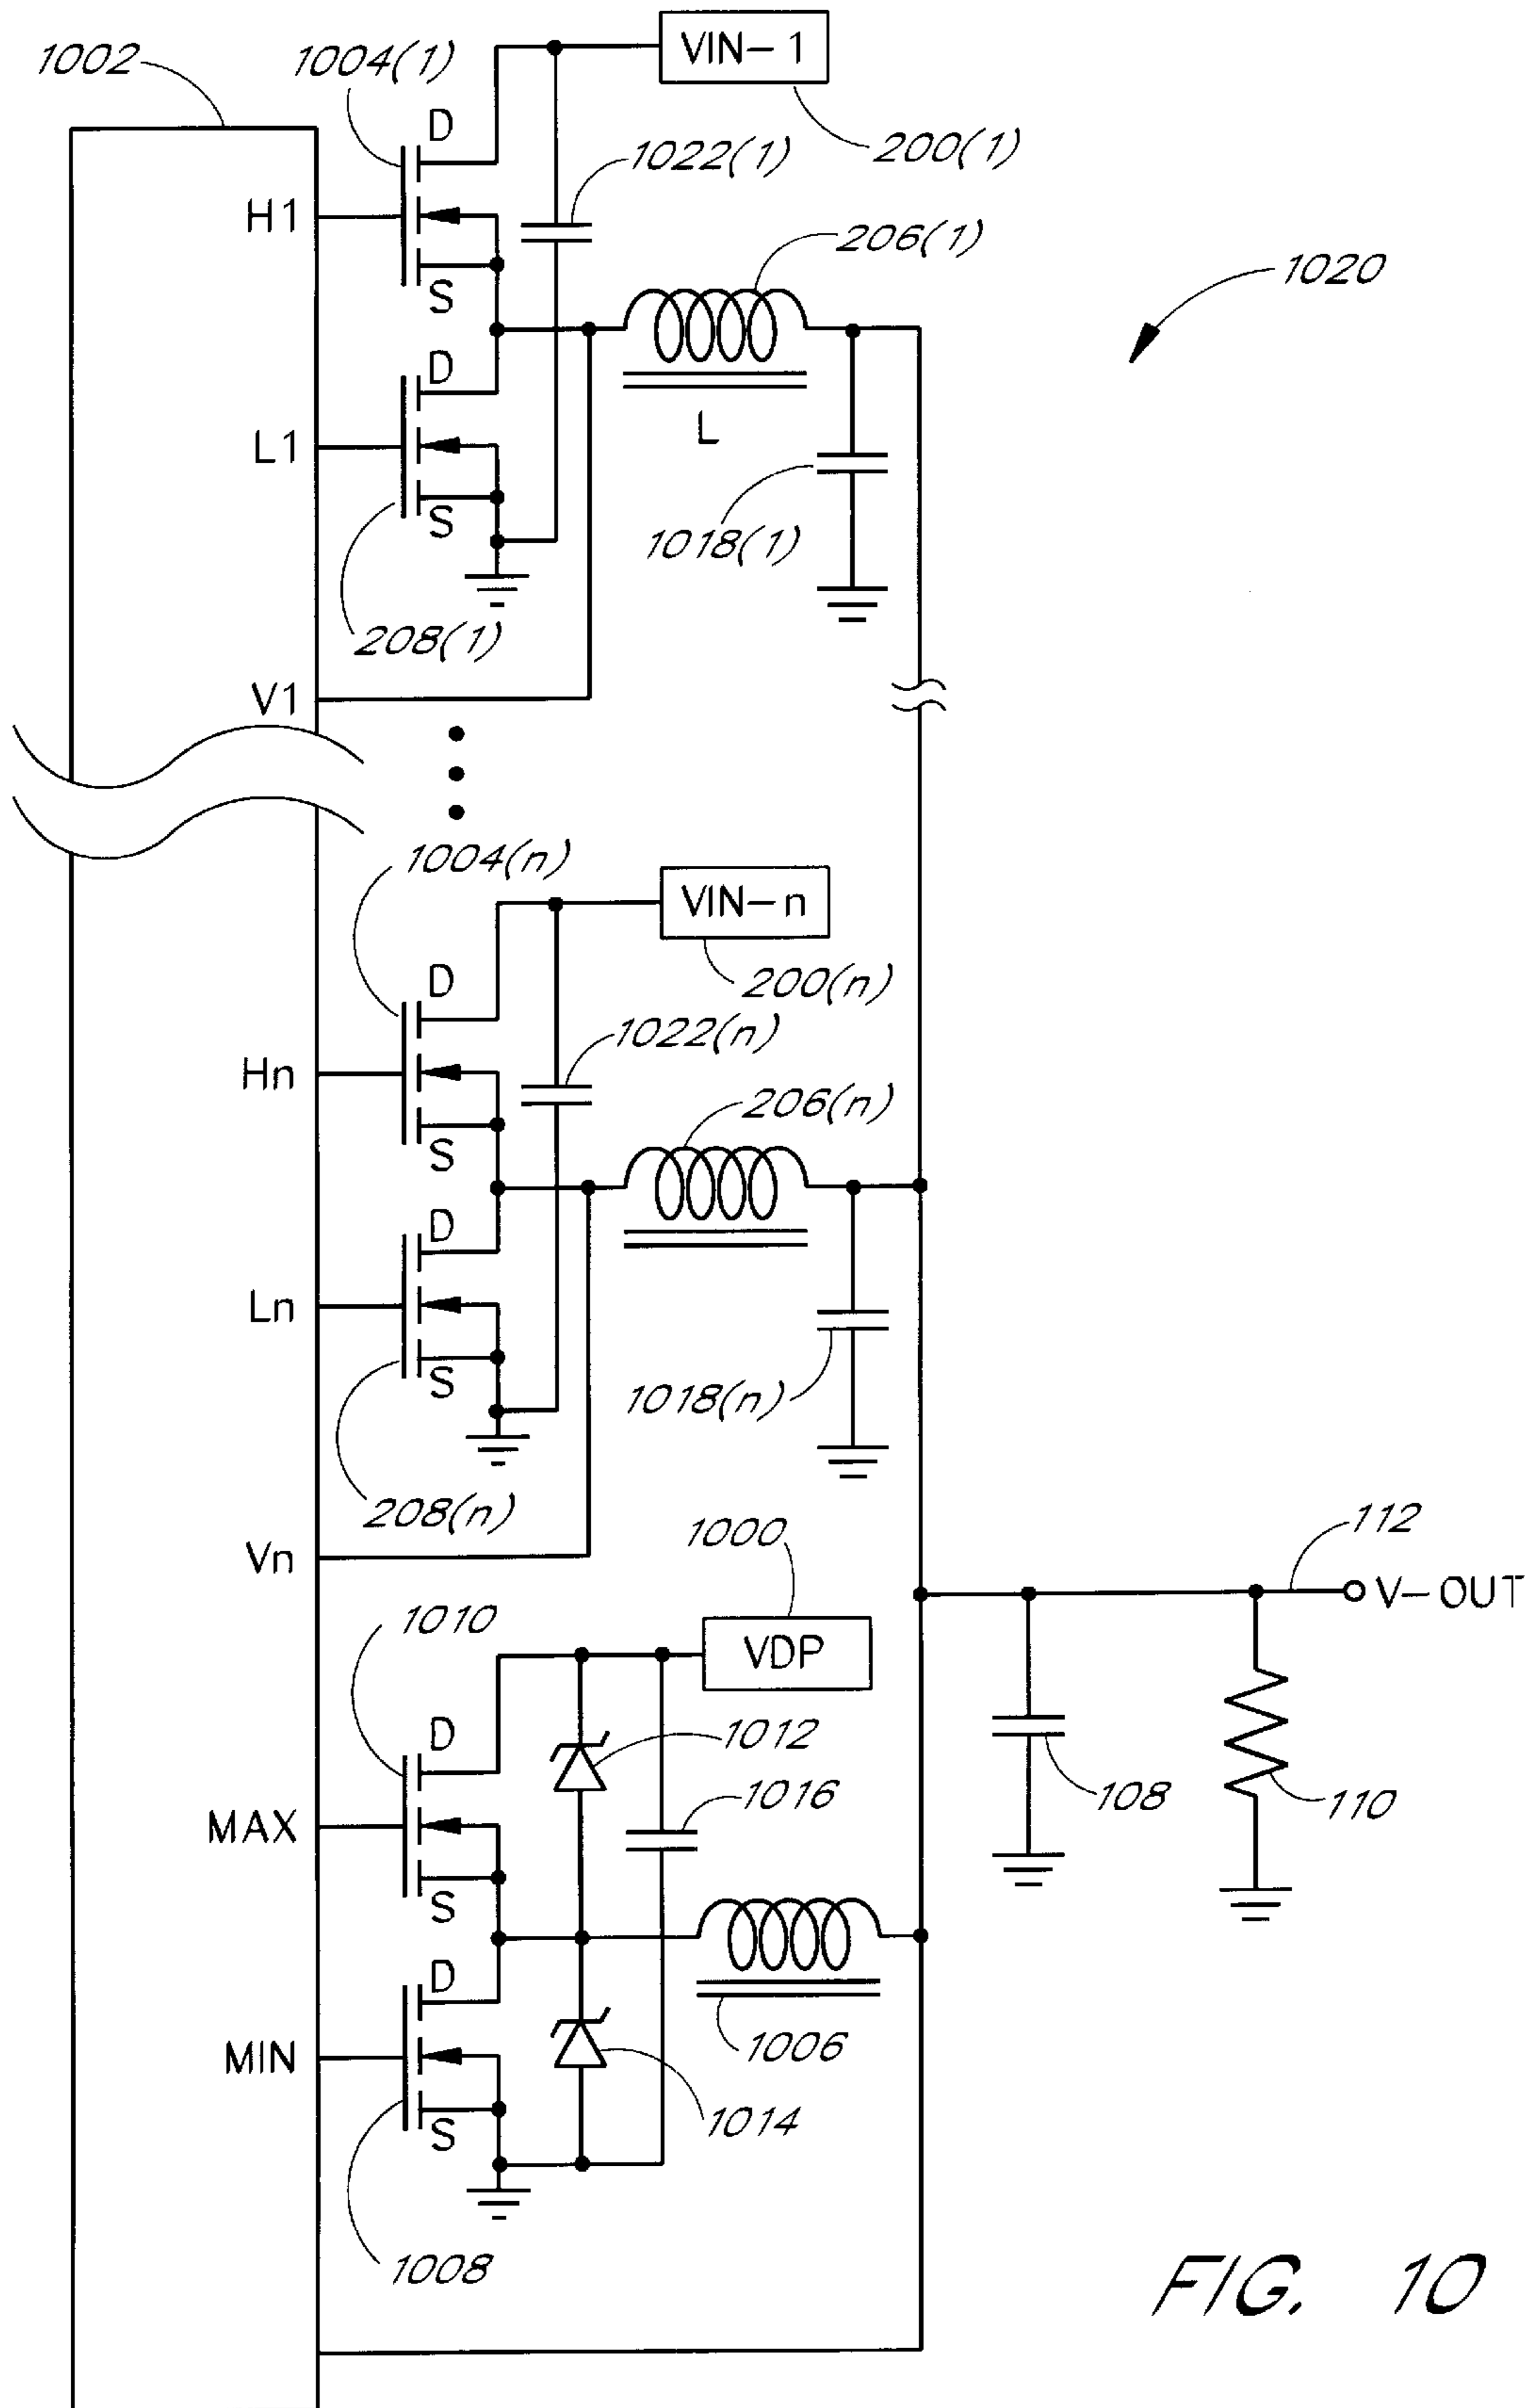 1002
1004(1)
VIN-1
D
200(1)
1022(1)
H1
206(1)
1020
S
D
L
L1
S
1018(1)
208(1)
V1
1004(n)
VIN-n
D
200(n)
1022(n)
Hn
206(n)
S
D
Ln
S
1018(n)
208(n)
1000
112
Vn
V-OUT
1010
VDP
D
1012
1016
108
110
MAX
S
D
1006
MIN
1014
S
1008
FIG. 10